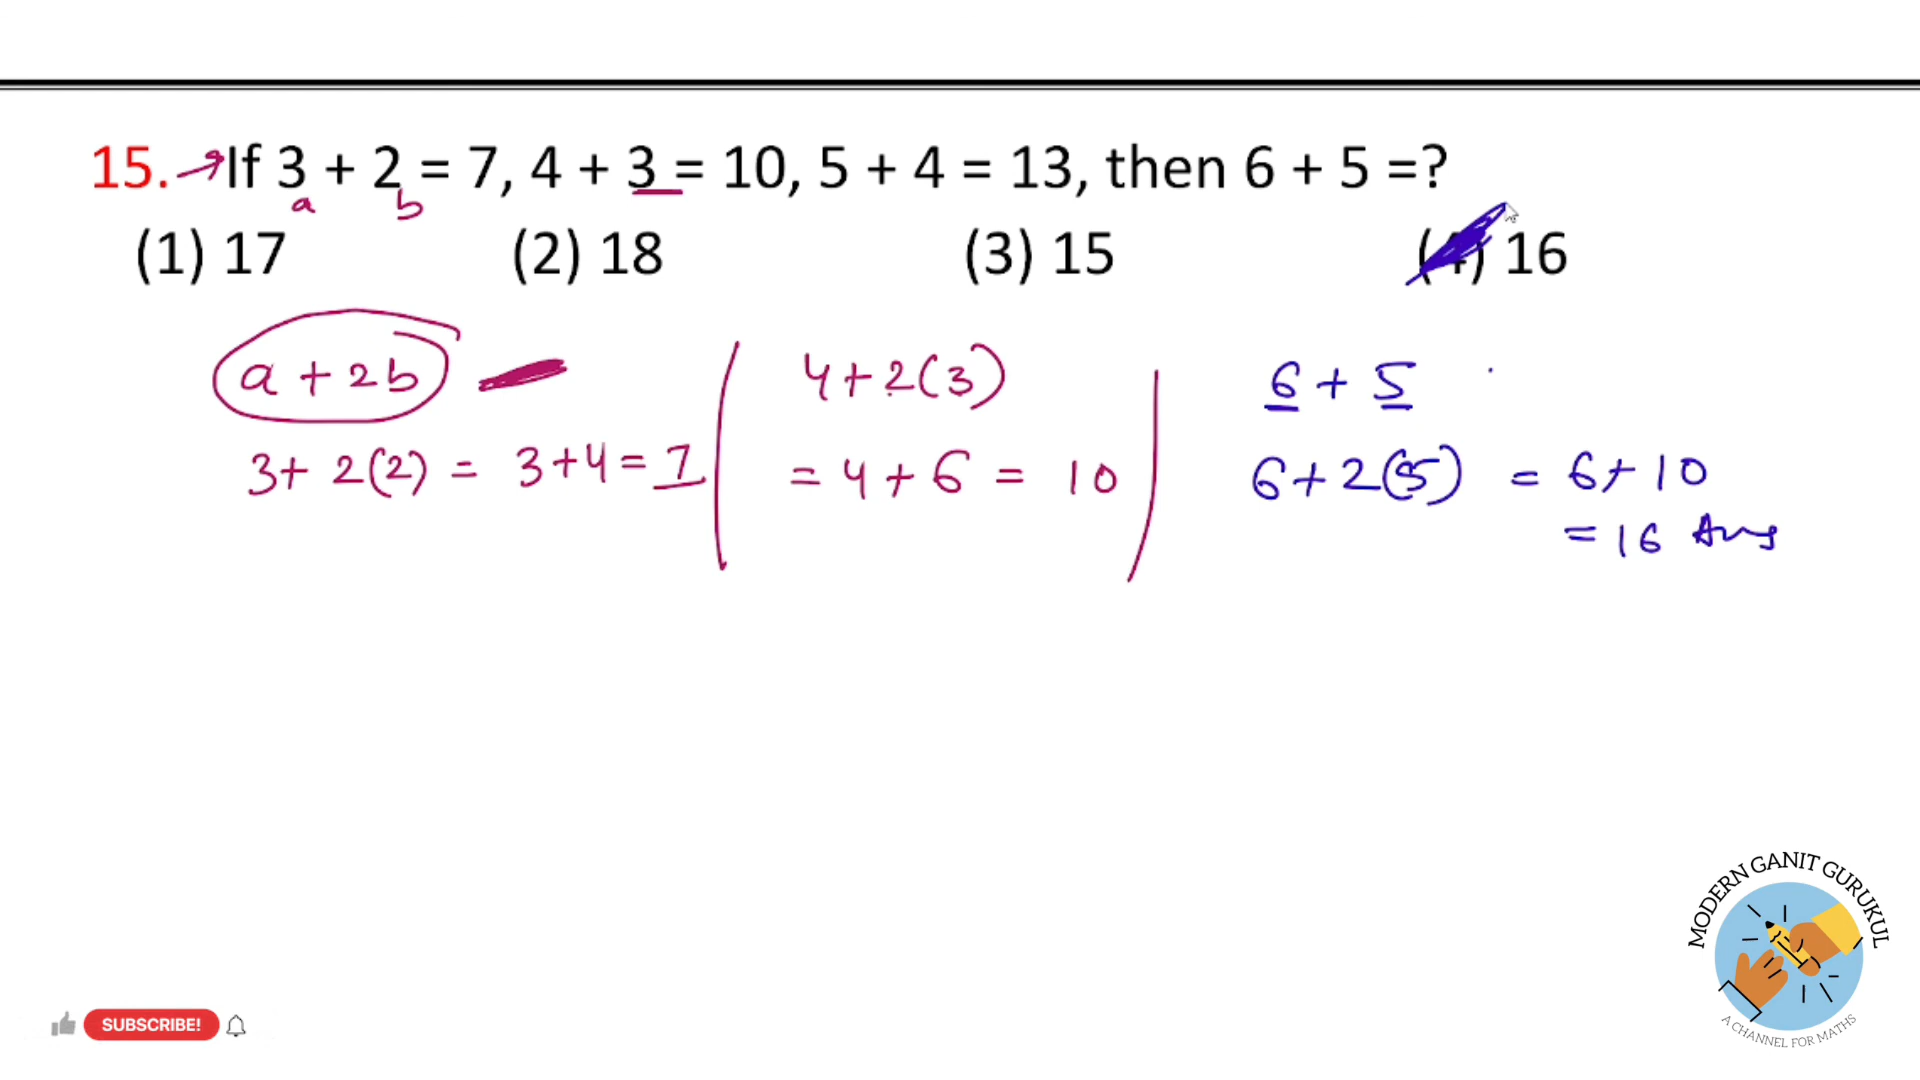 15. If 3 + 2 = 7, 4 + 3 = 10, 5 + 4 = 13, then 6 + 5 =?
a b
(1) 17 (2) 18 (3) 15 (4) 16
a + 2b
3 + 2(2) = 3 + 4 = 7
4 + 2(3)
= 4 + 6 = 10
6 + 5
6 + 2(5) = 6 + 10
= 16 Ans
MODERN GANIT GURUKUL
A CHANNEL FOR MATHS
SUBSCRIBE!